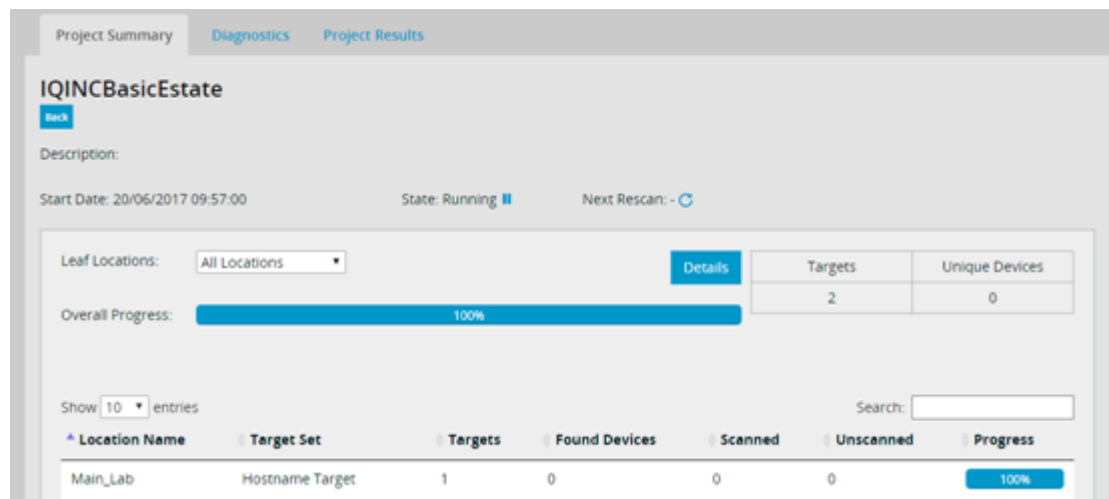 Project Summary Diagnostics Project Results
IQINCBasicEstate
Back
Description:
Start Date: 20/06/2017 09:57:00 State: Running Next Rescan: -
Leaf Locations: All Locations Details Targets Unique Devices
2 0
Overall Progress: 100%
Show 10 entries Search:
Location Name Target Set Targets Found Devices Scanned Unscanned Progress
Main_Lab Hostname Target 1 0 0 0 100%